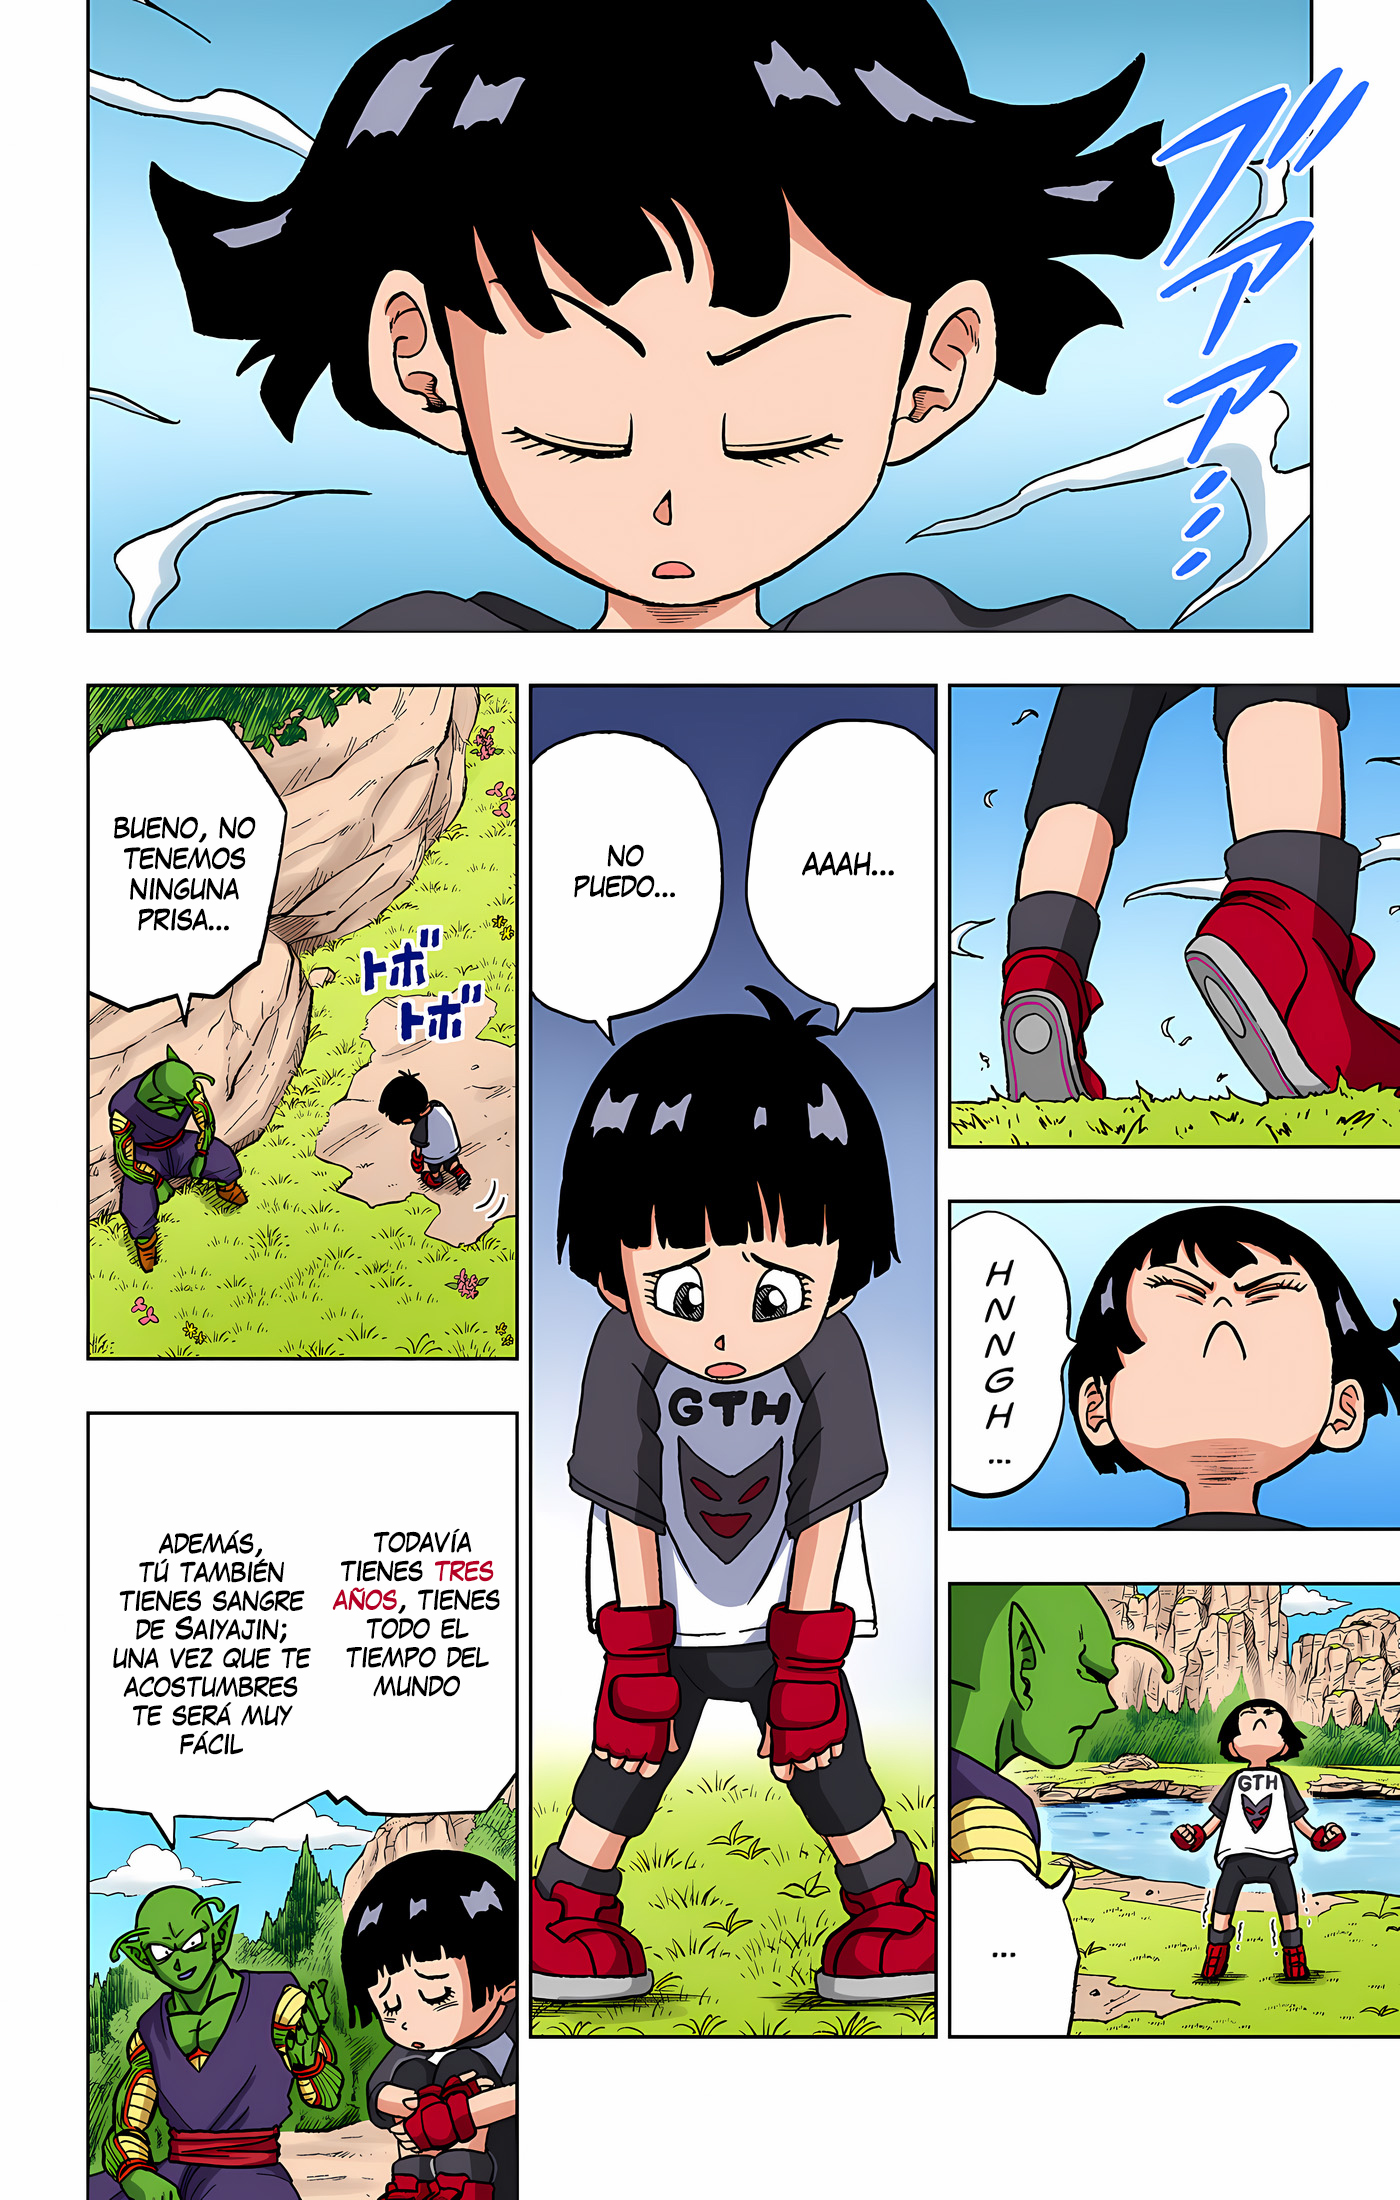 ブアァ...
HNNGH...
GTH
...
AAAH...
NO
PUEDO...
GTH
BUENO, NO
TENEMOS
NINGUNA
PRISA...
トボ
トボ
TODAVÍA
TIENES TRES
AÑOS, TIENES
TODO EL
TIEMPO DEL
MUNDO
ADEMÁS,
TÚ TAMBIÉN
TIENES SANGRE
DE SAIYAJIN;
UNA VEZ QUE TE
ACOSTUMBRES
TE SERÁ MUY
FÁCIL